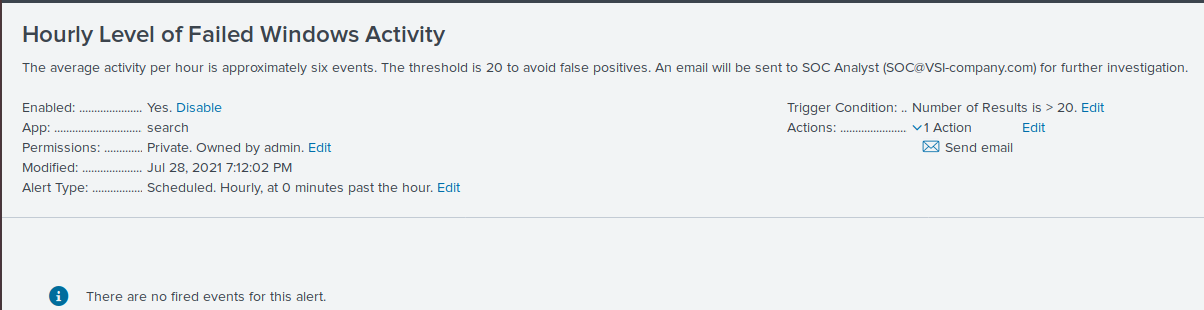 Hourly Level of Failed Windows Activity
The average activity per hour is approximately six events. The threshold is 20 to avoid false positives. An email will be sent to SOC Analyst (SOC@VSI-company.com) for further investigation.
Enabled: ..................... Yes. Disable
App: ............................. search
Permissions: ............. Private. Owned by admin. Edit
Modified: .................... Jul 28, 2021 7:12:02 PM
Alert Type: ................. Scheduled. Hourly, at 0 minutes past the hour. Edit
Trigger Condition: .. Number of Results is > 20. Edit
Actions: ...................... 1 Action Edit
Send email
There are no fired events for this alert.